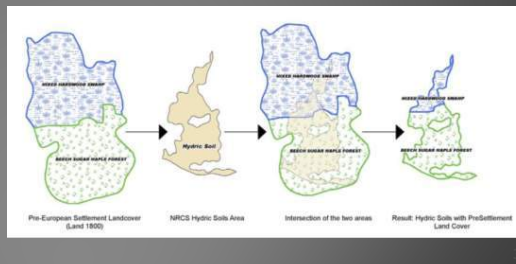 MIXED HARDWOOD SWAMP
BEECH SUGAR MAPLE FOREST
Hydric Soil
MIXED HARDWOOD SWAMP
BEECH SUGAR MAPLE FOREST
MIXED HARDWOOD SWAMP
BEECH SUGAR MAPLE FOREST
Pre-European Settlement Landcover
(Land 1800)
NRCS Hydric Soils Area
Intersection of the two areas
Result: Hydric Soils with PreSettlement
Land Cover